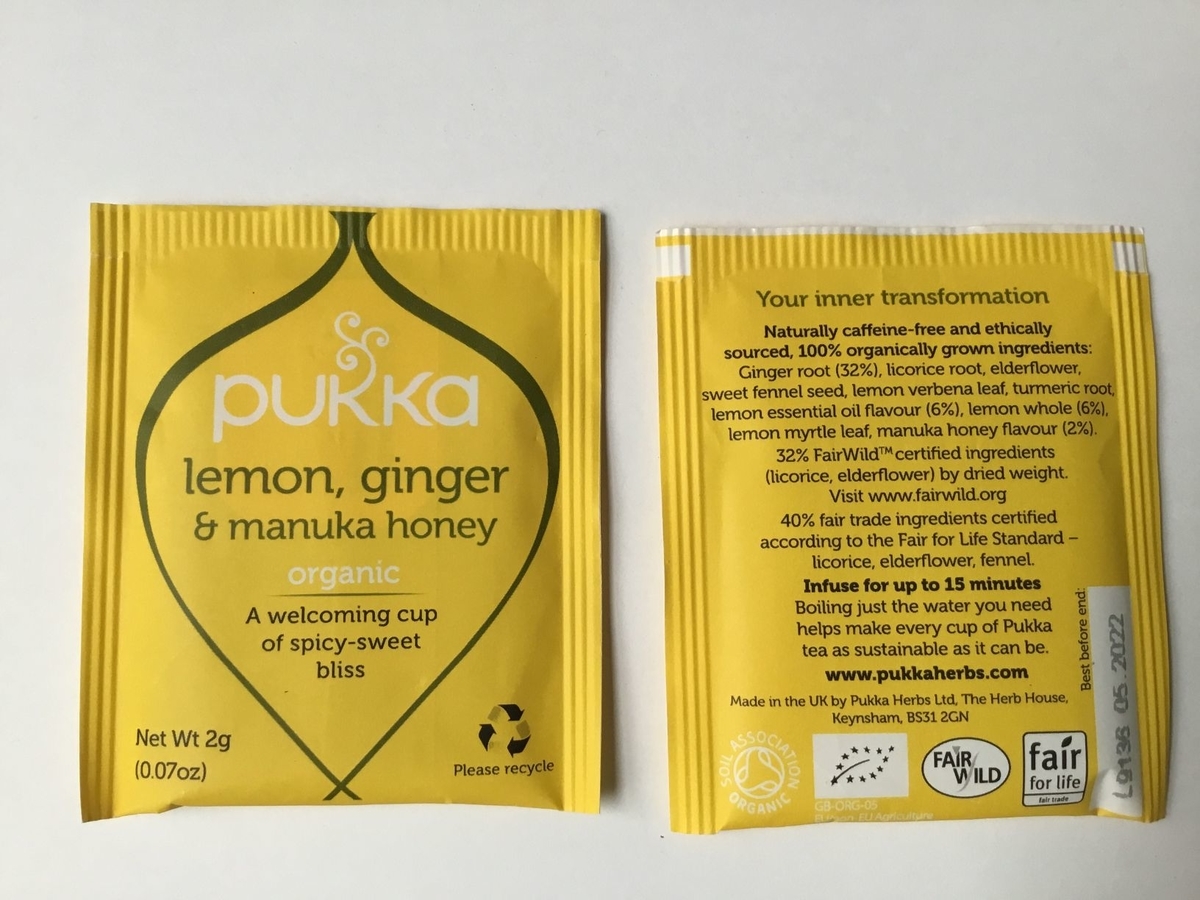 pukka
lemon, ginger
& manuka honey
organic
A welcoming cup
of spicy-sweet
bliss
Net Wt 2g
(0.07oz)
Please recycle
Your inner transformation
Naturally caffeine-free and ethically
sourced, 100% organically grown ingredients:
Ginger root (32%), licorice root, elderflower,
sweet fennel seed, lemon verbena leaf, turmeric root,
lemon essential oil flavour (6%), lemon whole (6%),
lemon myrtle leaf, manuka honey flavour (2%).
32% FairWild™ certified ingredients
(licorice, elderflower) by dried weight.
Visit www.fairwild.org
40% fair trade ingredients certified
according to the Fair for Life Standard –
licorice, elderflower, fennel.
Infuse for up to 15 minutes
Boiling just the water you need
helps make every cup of Pukka
tea as sustainable as it can be.
www.pukkaherbs.com
Made in the UK by Pukka Herbs Ltd, The Herb House,
Keynsham, BS31 2GN
Best before end:
L9136 05 2022
SOIL ASSOCIATION
ORGANIC
GB-ORG-05
EU Agriculture
FAIR
WILD
fair
for life
fair trade